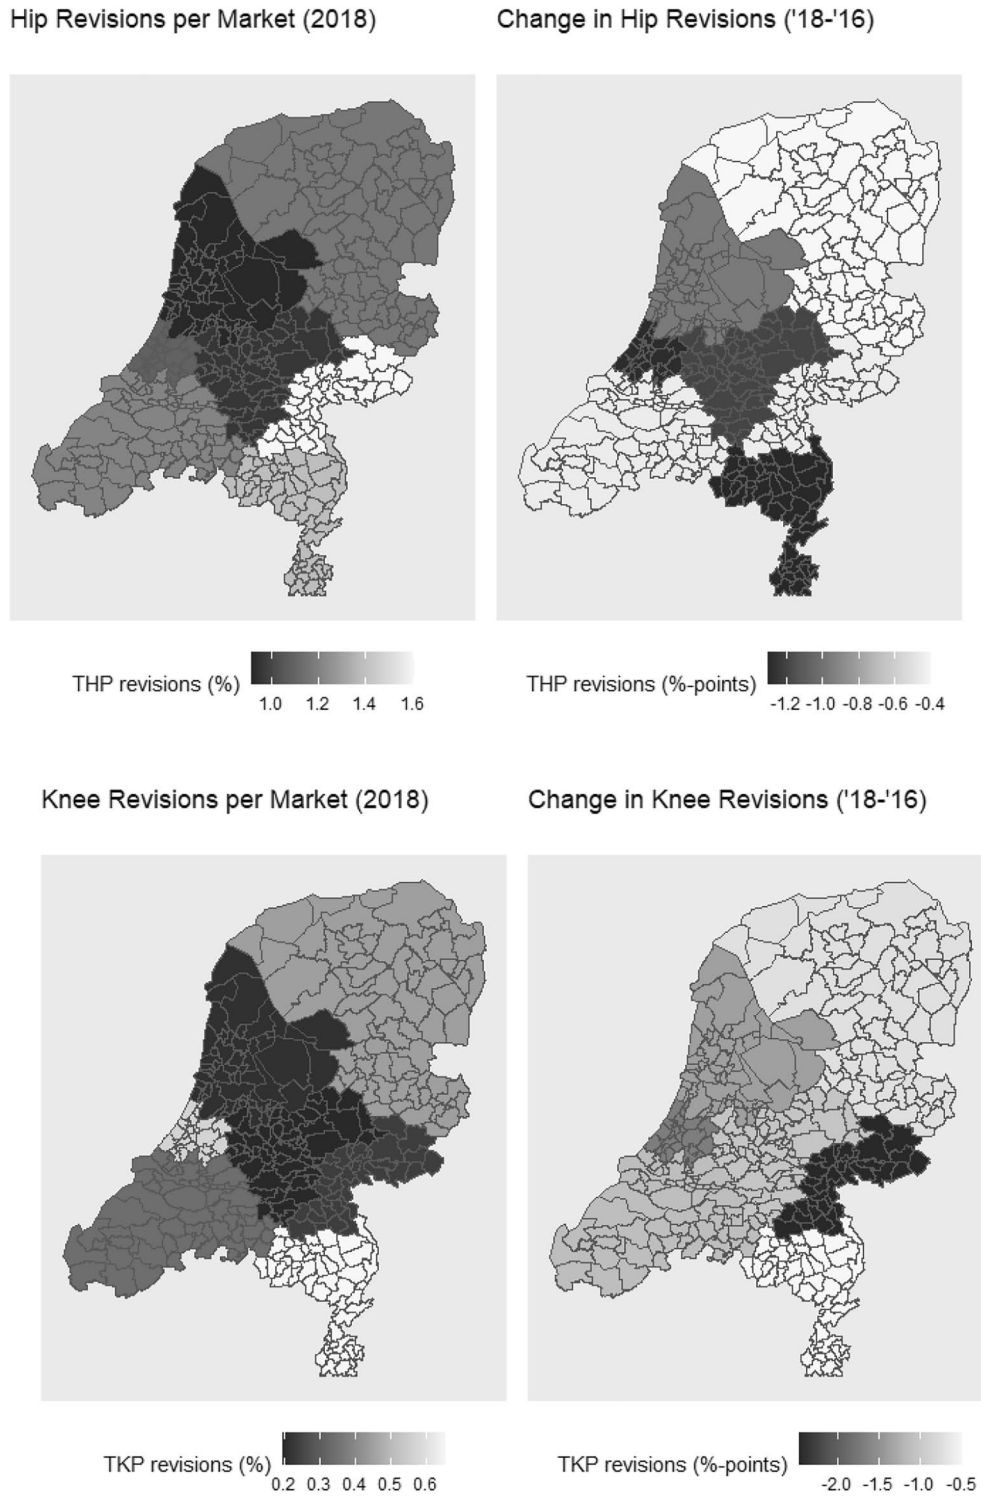 Hip Revisions per Market (2018)
Change in Hip Revisions ('18-'16)
THP revisions (%)
1.0 1.2 1.4 1.6
THP revisions (%-points)
-1.2 -1.0 -0.8 -0.6 -0.4
Knee Revisions per Market (2018)
Change in Knee Revisions ('18-'16)
TKP revisions (%)
0.2 0.3 0.4 0.5 0.6
TKP revisions (%-points)
-2.0 -1.5 -1.0 -0.5